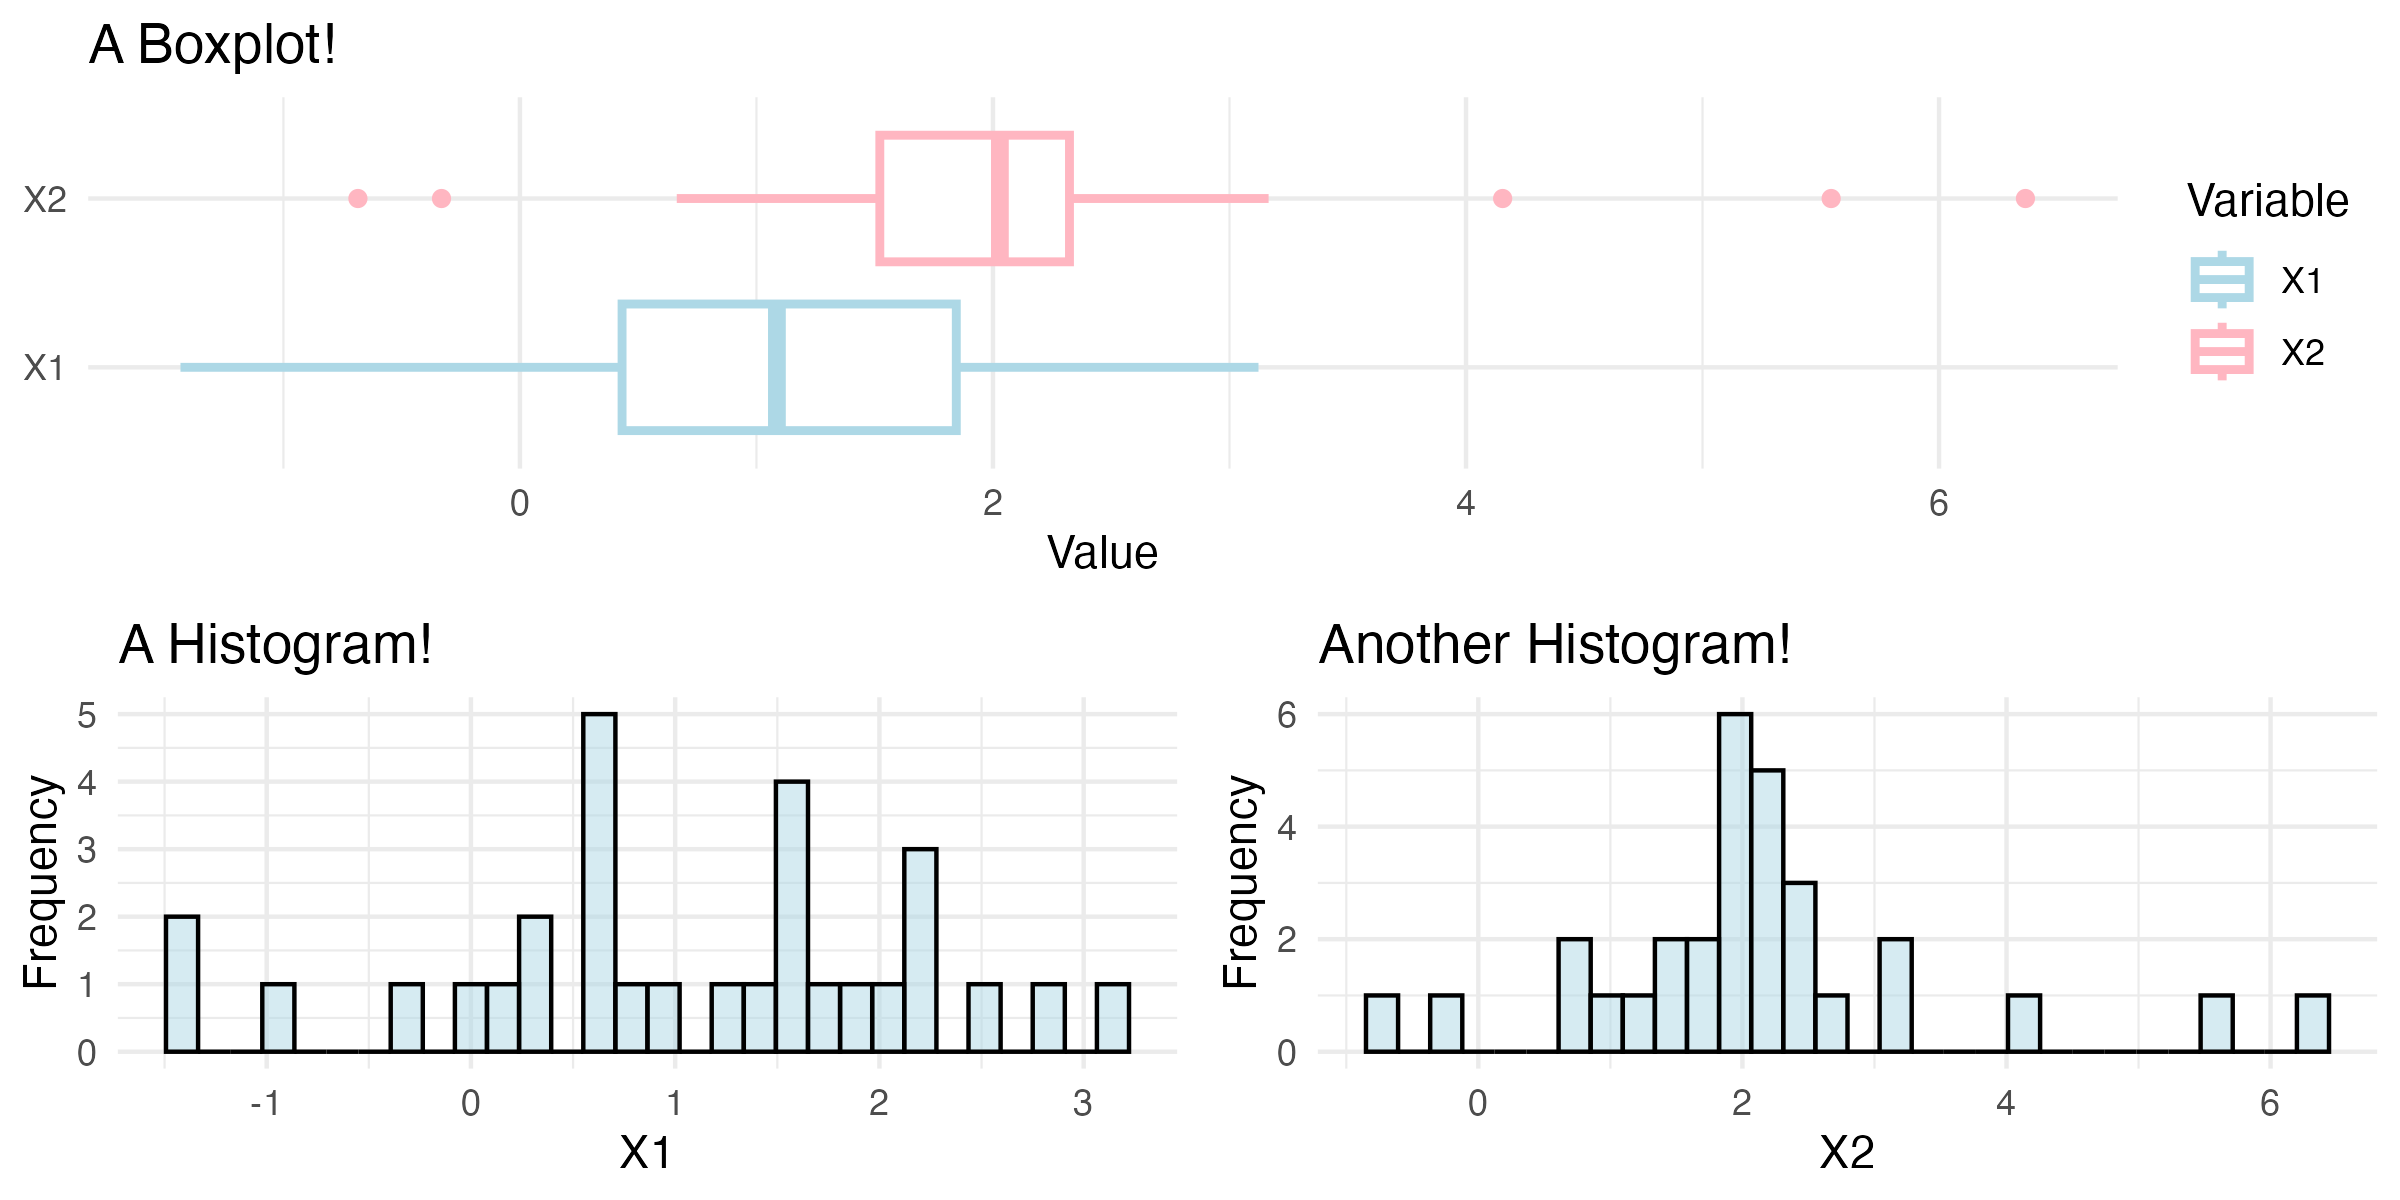 A Boxplot!
X2
X1
0 2 4 6
Value
Variable
X1
X2
A Histogram!
Frequency
5
4
3
2
1
0
-1 0 1 2 3
X1
Another Histogram!
Frequency
6
4
2
0
0 2 4 6
X2